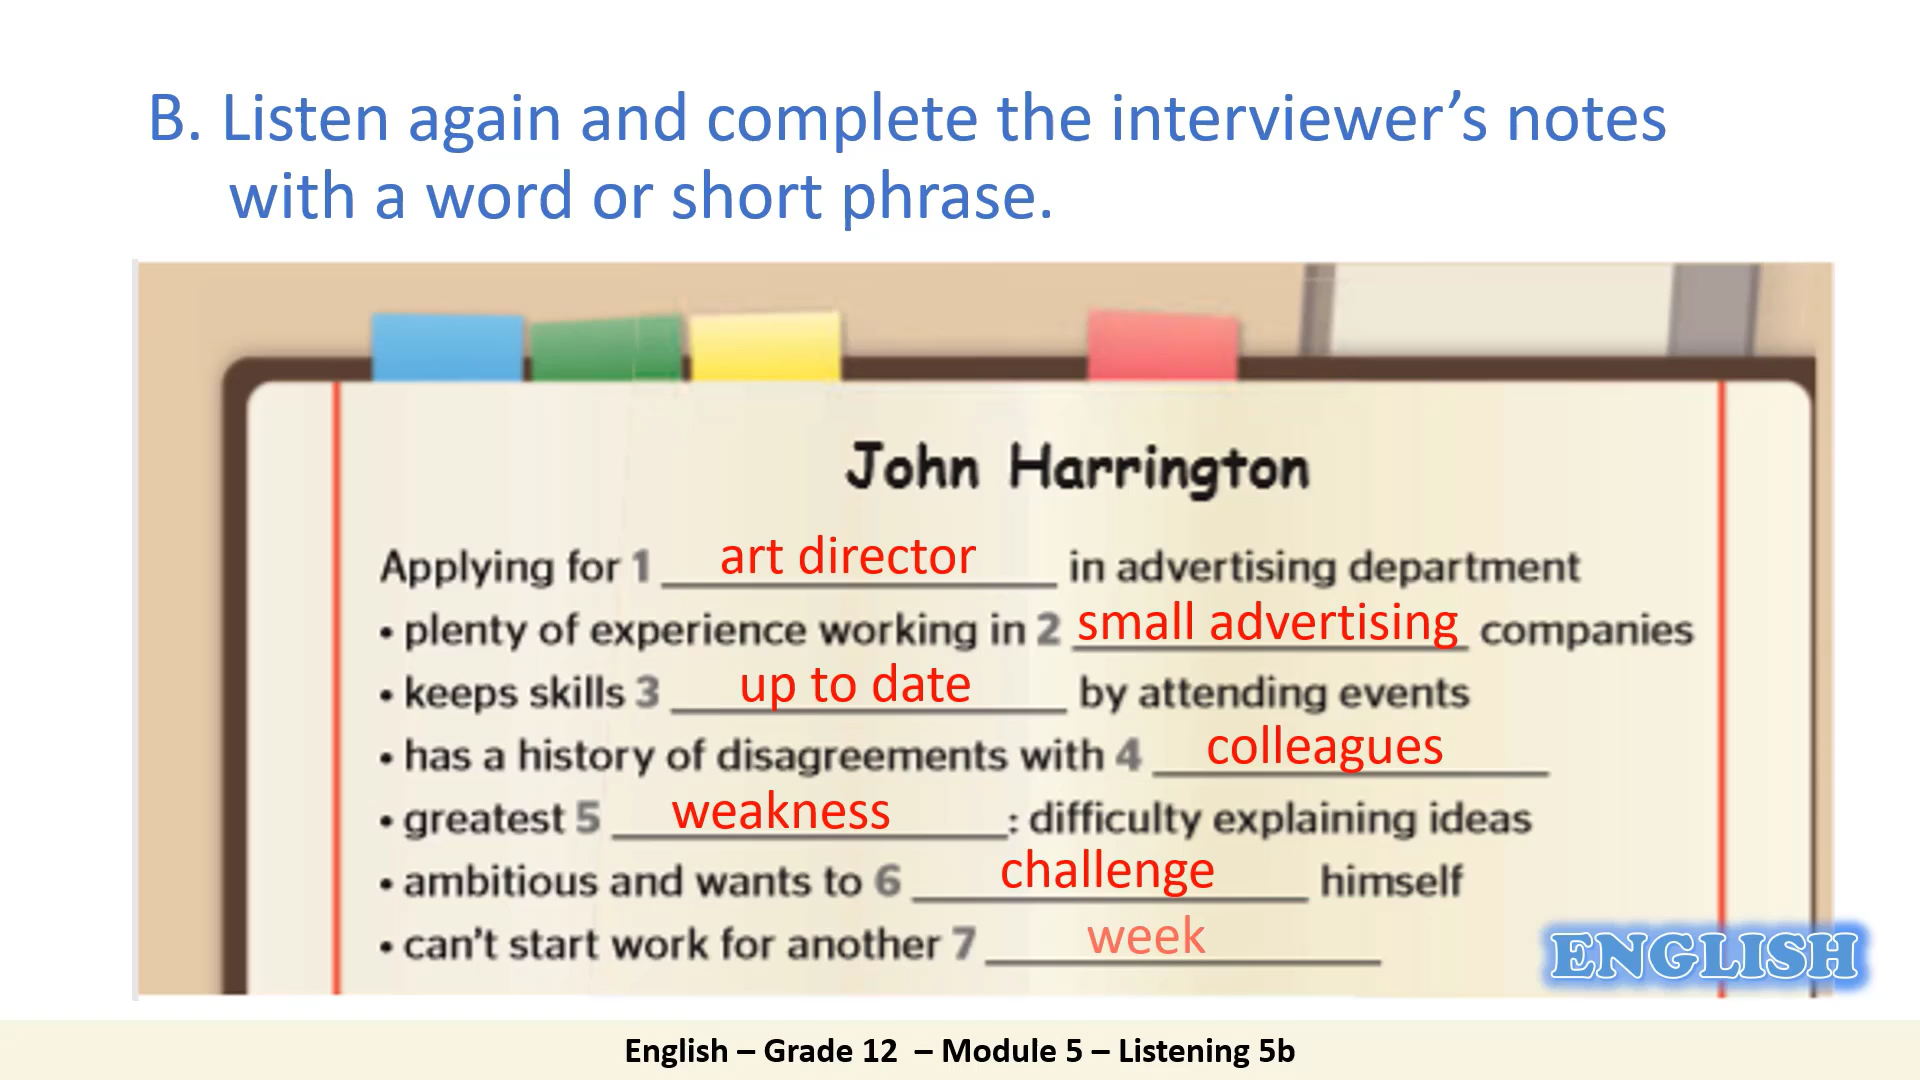 B. Listen again and complete the interviewer’s notes
with a word or short phrase.
John Harrington
Applying for 1 art director in advertising department
• plenty of experience working in 2 small advertising companies
• keeps skills 3 up to date by attending events
• has a history of disagreements with 4 colleagues
• greatest 5 weakness : difficulty explaining ideas
• ambitious and wants to 6 challenge himself
• can't start work for another 7 week
ENGLISH
English – Grade 12 – Module 5 – Listening 5b